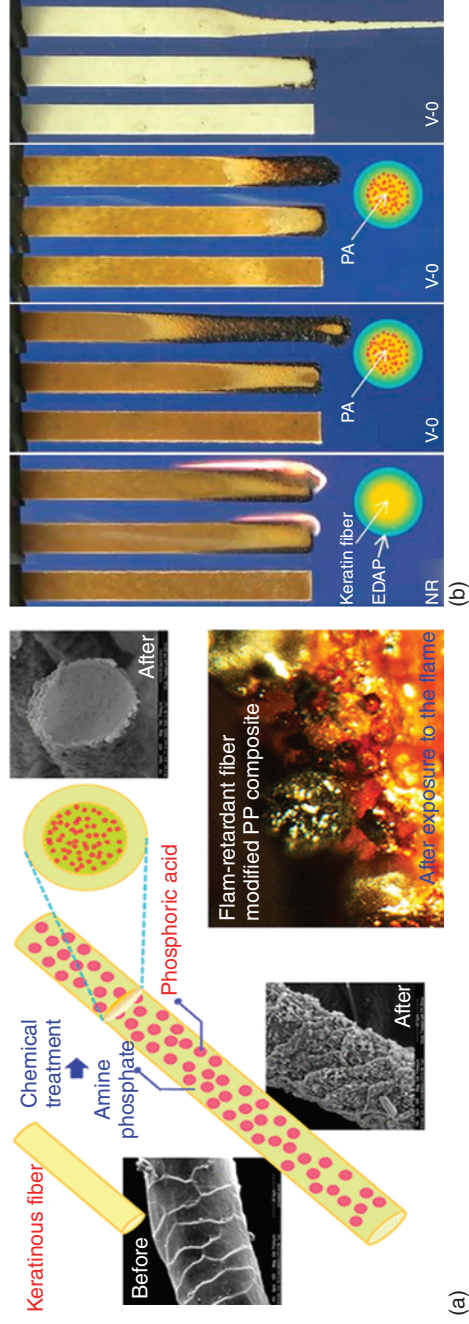 Keratinous fiber
Chemical
treatment
Amine
phosphate
Phosphoric acid
Before
After
After
Flam-retardant fiber
modified PP composite
After exposure to the flame
(a)
Keratin fiber
EDAP
NR
PA
V-0
PA
V-0
V-0
(b)